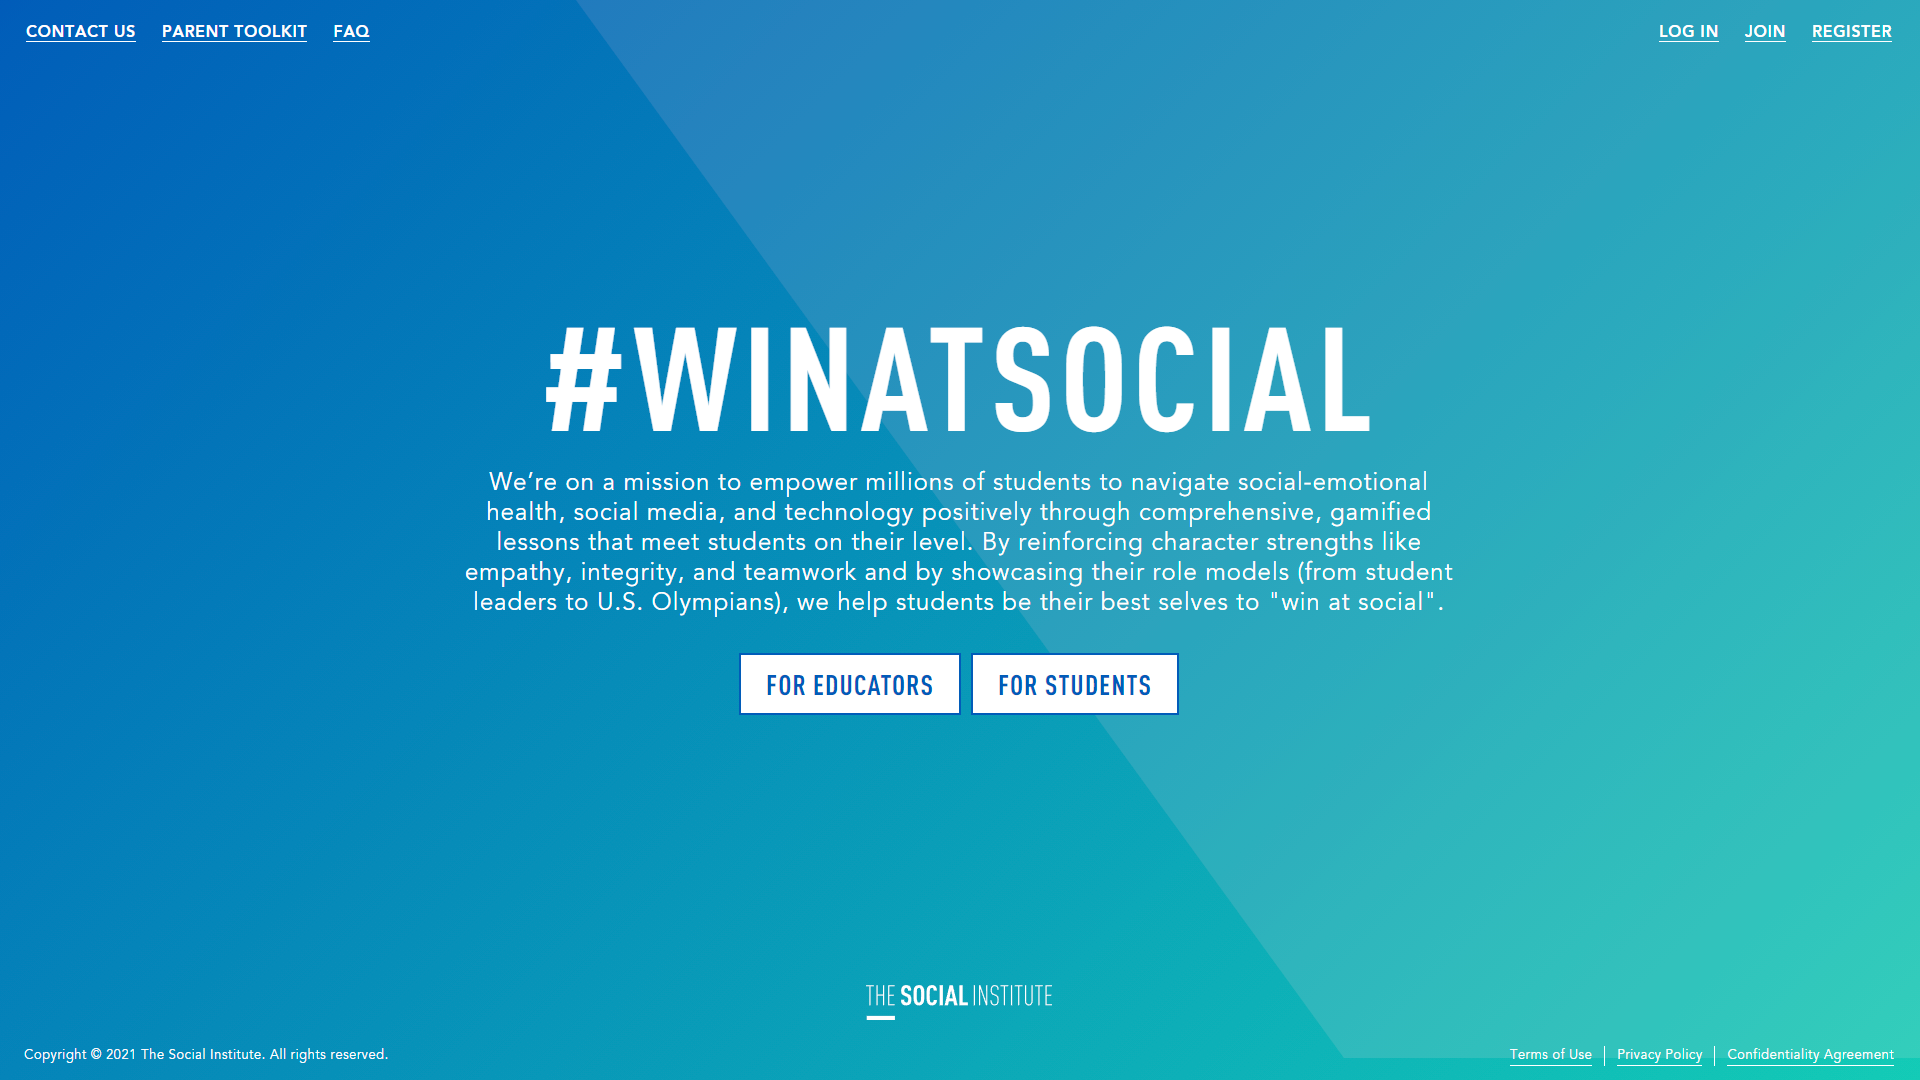 CONTACT US PARENT TOOLKIT FAQ LOG IN JOIN REGISTER
#WINATSOCIAL
We’re on a mission to empower millions of students to navigate social-emotional
health, social media, and technology positively through comprehensive, gamified
lessons that meet students on their level. By reinforcing character strengths like
empathy, integrity, and teamwork and by showcasing their role models (from student
leaders to U.S. Olympians), we help students be their best selves to "win at social".
FOR EDUCATORS FOR STUDENTS
THE SOCIAL INSTITUTE
Copyright © 2021 The Social Institute. All rights reserved. Terms of Use Privacy Policy Confidentiality Agreement